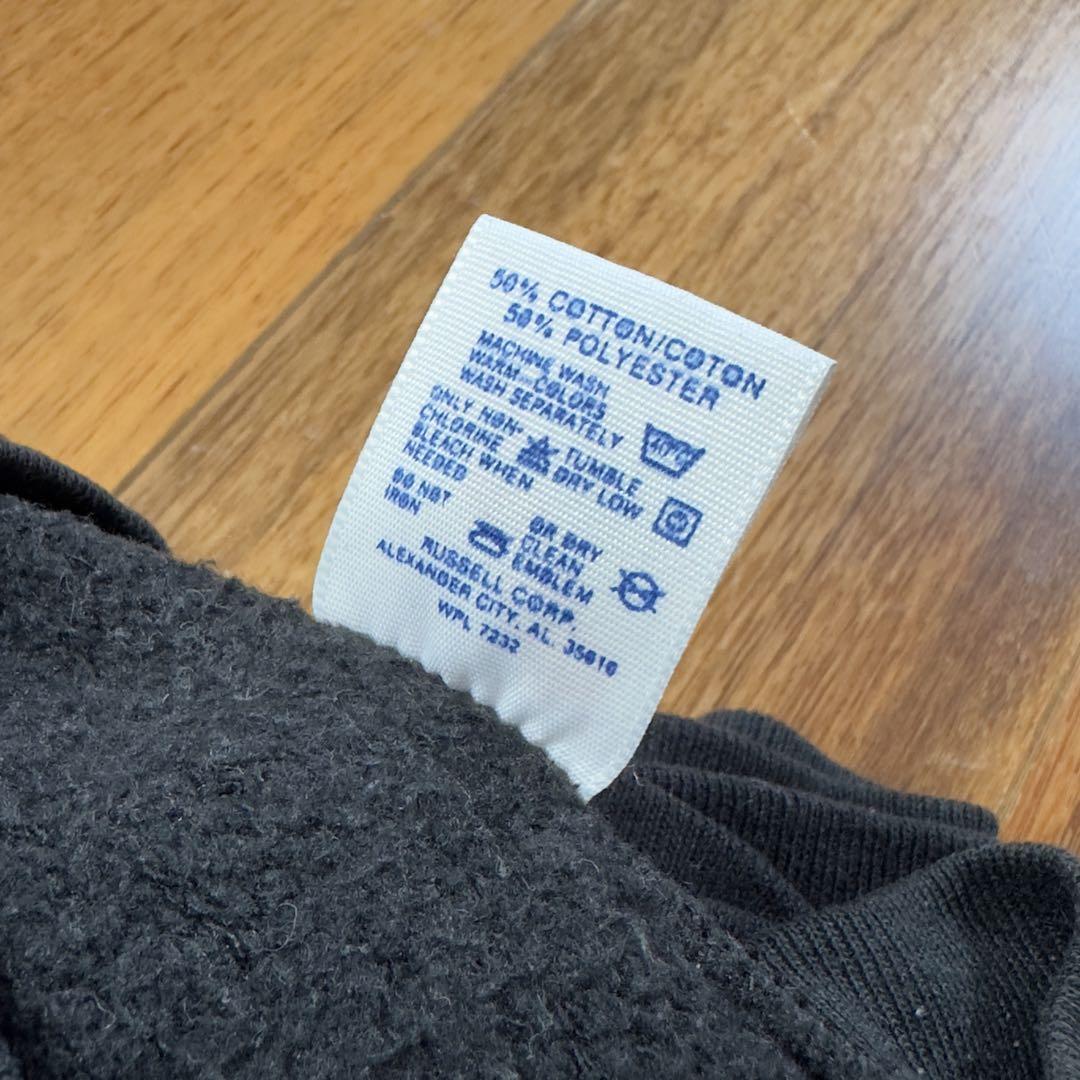 50% COTTON/COTON
50% POLYESTER
MACHINE WASH
WARM—COLORS
WASH SEPARATELY
40°C
ONLY NON-
CHLORINE
BLEACH WHEN
NEEDED
TUMBLE
DRY LOW
DO NOT
IRON
OR DRY
CLEAN
EMBLEM
RUSSELL CORP.
ALEXANDER CITY, AL. 35010
WPL 7232